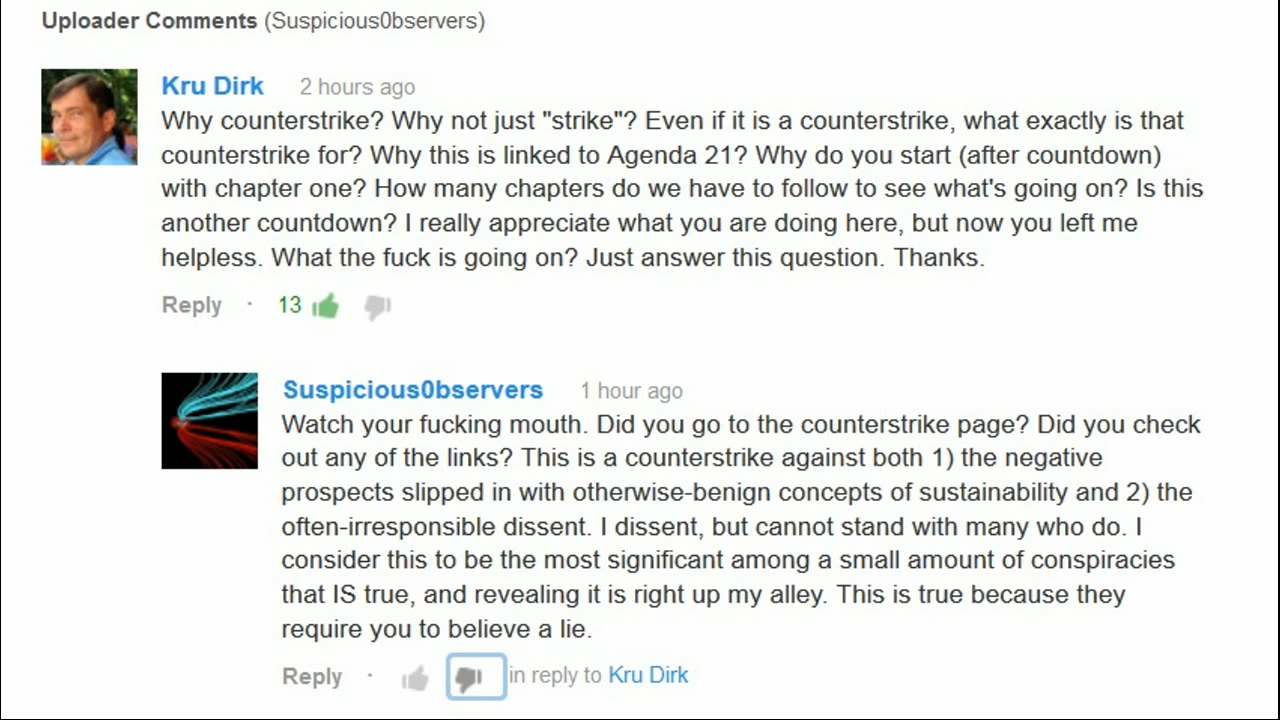 Uploader Comments (Suspicious0bservers)
Kru Dirk 2 hours ago
Why counterstrike? Why not just "strike"? Even if it is a counterstrike, what exactly is that
counterstrike for? Why this is linked to Agenda 21? Why do you start (after countdown)
with chapter one? How many chapters do we have to follow to see what's going on? Is this
another countdown? I really appreciate what you are doing here, but now you left me
helpless. What the fuck is going on? Just answer this question. Thanks.
Reply · 13
Suspicious0bservers 1 hour ago
Watch your fucking mouth. Did you go to the counterstrike page? Did you check
out any of the links? This is a counterstrike against both 1) the negative
prospects slipped in with otherwise-benign concepts of sustainability and 2) the
often-irresponsible dissent. I dissent, but cannot stand with many who do. I
consider this to be the most significant among a small amount of conspiracies
that IS true, and revealing it is right up my alley. This is true because they
require you to believe a lie.
Reply · in reply to Kru Dirk